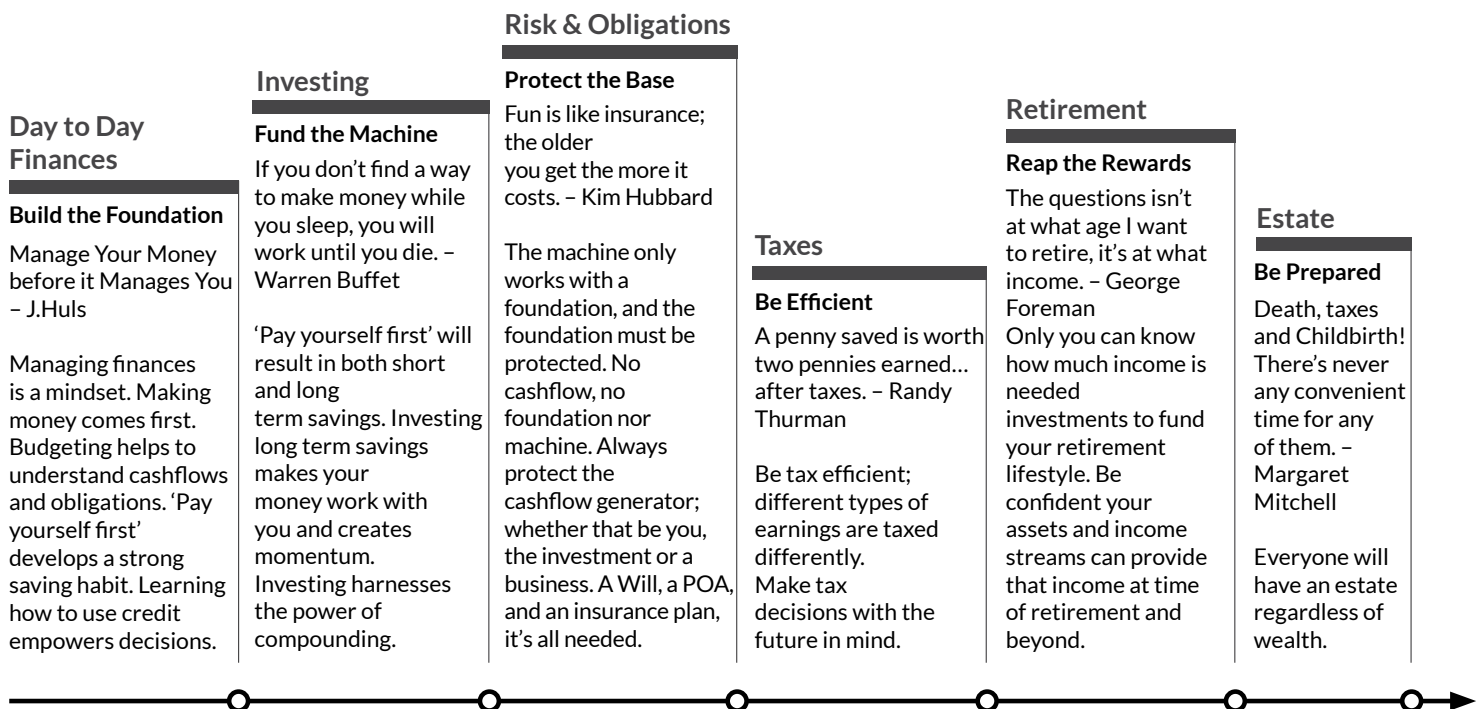 Day to Day
Finances
Build the Foundation
Manage Your Money
before it Manages You
– J.Huls
Managing finances
is a mindset. Making
money comes first.
Budgeting helps to
understand cashflows
and obligations. ‘Pay
yourself first’
develops a strong
saving habit. Learning
how to use credit
empowers decisions.
Investing
Fund the Machine
If you don’t find a way
to make money while
you sleep, you will
work until you die. –
Warren Buffet
‘Pay yourself first’ will
result in both short
and long
term savings. Investing
long term savings
makes your
money work with
you and creates
momentum.
Investing harnesses
the power of
compounding.
Risk & Obligations
Protect the Base
Fun is like insurance;
the older
you get the more it
costs. – Kim Hubbard
The machine only
works with a
foundation, and the
foundation must be
protected. No
cashflow, no
foundation nor
machine. Always
protect the
cashflow generator;
whether that be you,
the investment or a
business. A Will, a POA,
and an insurance plan,
it’s all needed.
Taxes
Be Efficient
A penny saved is worth
two pennies earned...
after taxes. – Randy
Thurman
Be tax efficient;
different types of
earnings are taxed
differently.
Make tax
decisions with the
future in mind.
Retirement
Reap the Rewards
The questions isn’t
at what age I want
to retire, it’s at what
income. – George
Foreman
Only you can know
how much income is
needed
investments to fund
your retirement
lifestyle. Be
confident your
assets and income
streams can provide
that income at time
of retirement and
beyond.
Estate
Be Prepared
Death, taxes
and Childbirth!
There’s never
any convenient
time for any
of them. –
Margaret
Mitchell
Everyone will
have an estate
regardless of
wealth.